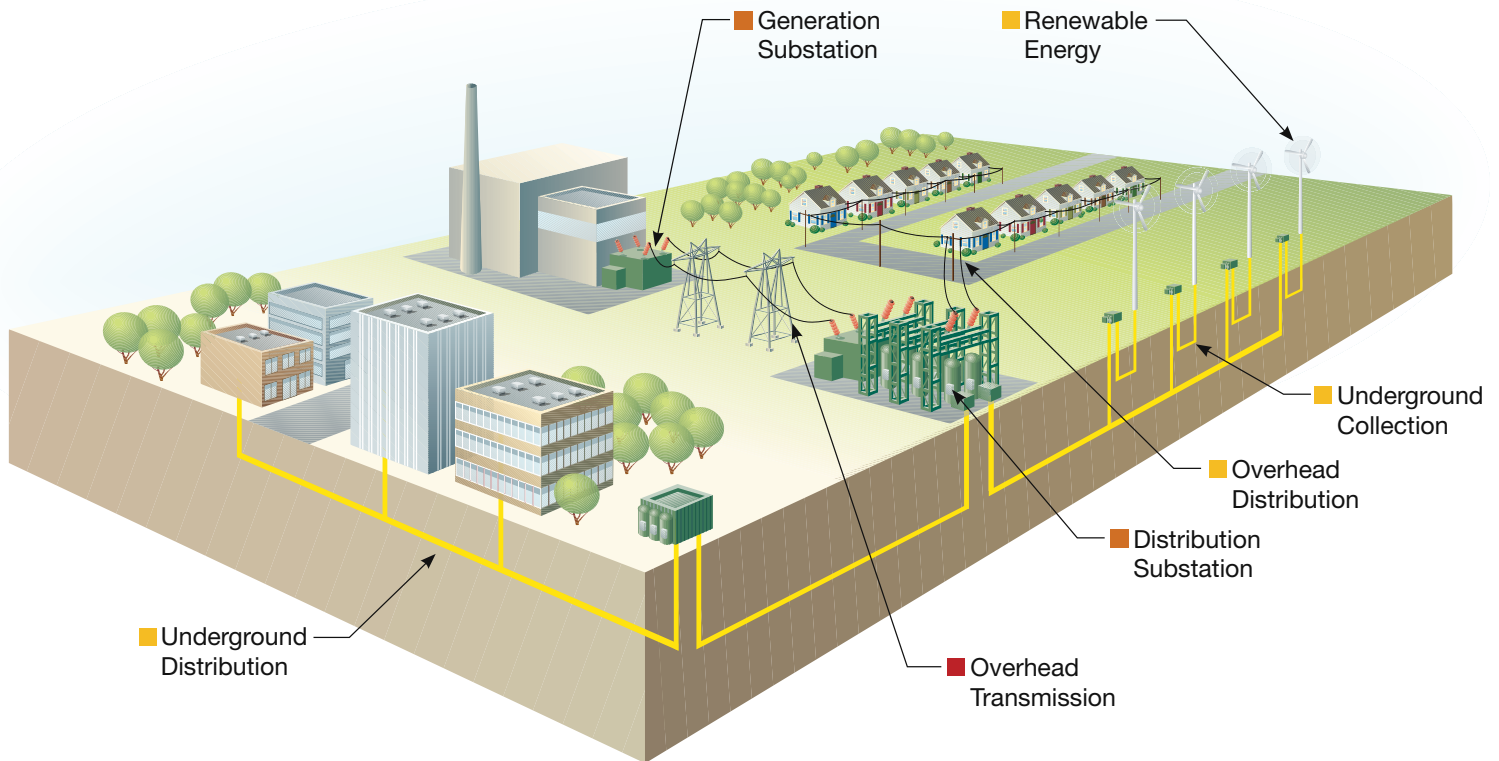 Generation
Substation
Renewable
Energy
Underground
Collection
Overhead
Distribution
Distribution
Substation
Underground
Distribution
Overhead
Transmission